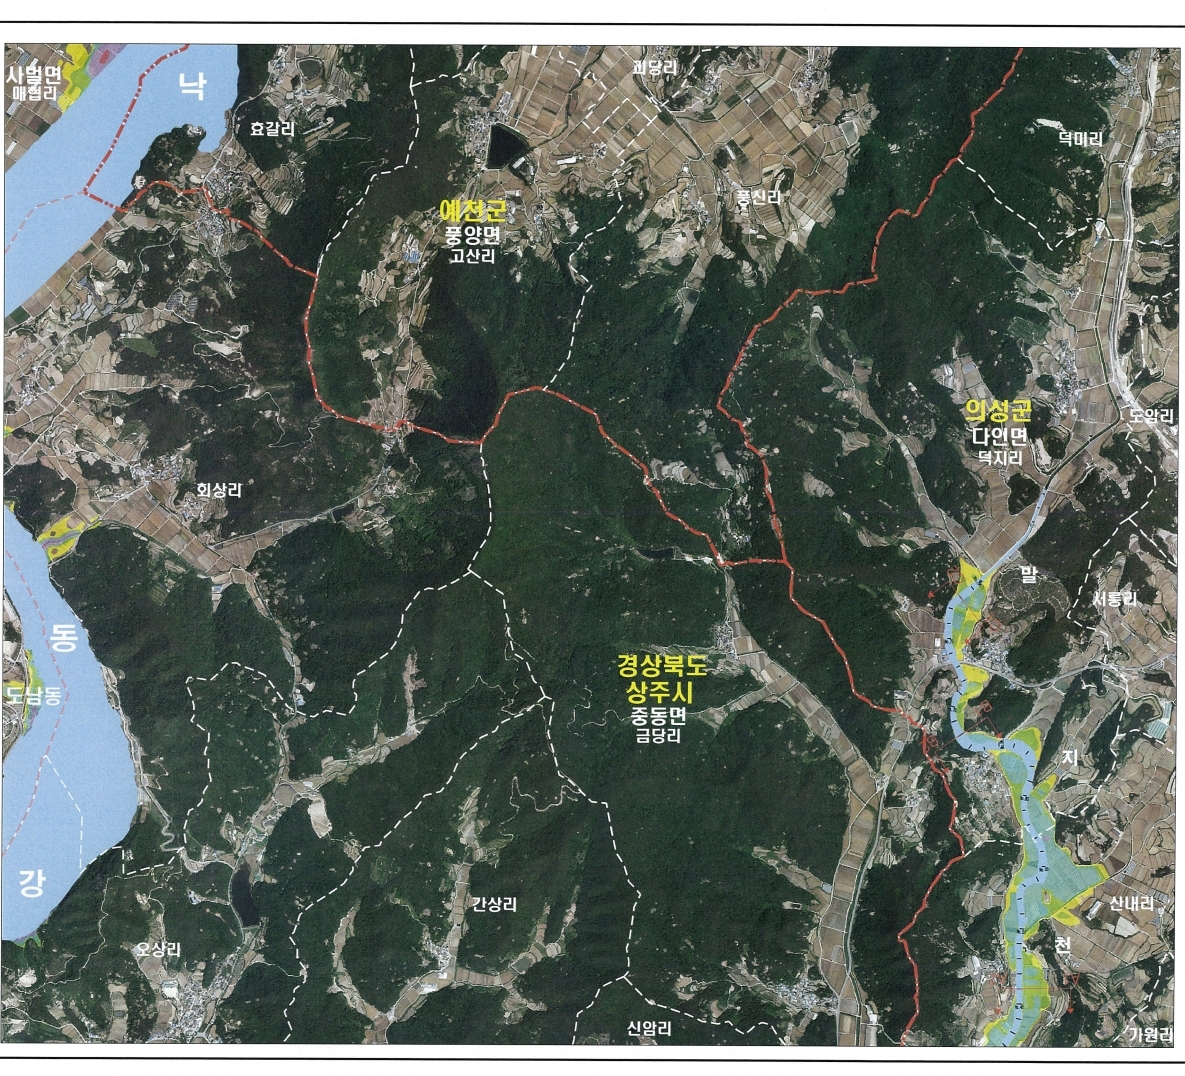 사벌면
매협리
낙
효갈리
괴당리
덕미리
풍신리
예천군
풍양면
고산리
의성군
다인면
덕지리
도암리
회상리
말
서릉리
동
도남동
경상북도
상주시
중동면
금당리
지
강
간상리
산내리
오상리
천
신암리
가원리